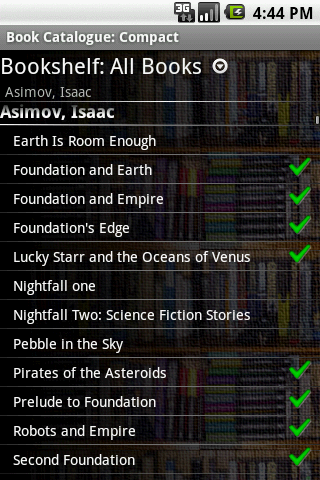 3G 4:44 PM
Book Catalogue: Compact
Bookshelf: All Books
Asimov, Isaac
Asimov, Isaac
Earth Is Room Enough
Foundation and Earth
Foundation and Empire
Foundation's Edge
Lucky Starr and the Oceans of Venus
Nightfall one
Nightfall Two: Science Fiction Stories
Pebble in the Sky
Pirates of the Asteroids
Prelude to Foundation
Robots and Empire
Second Foundation